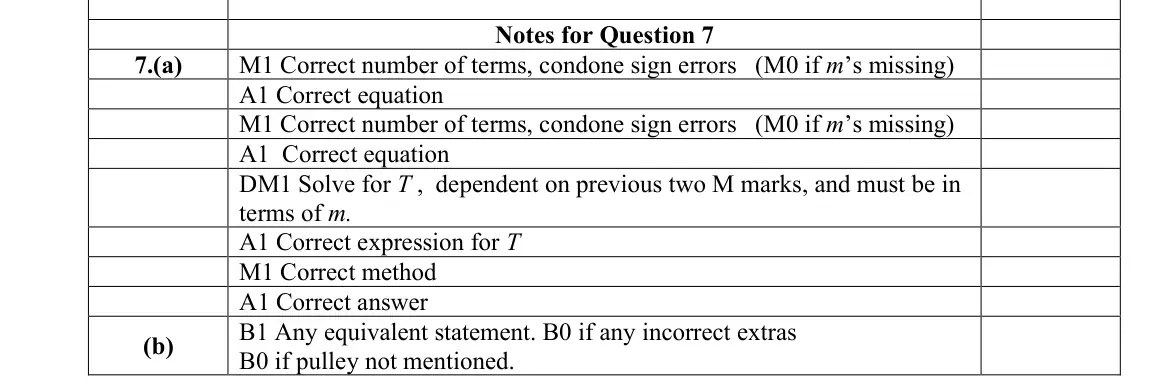 Notes for Question 7
7.(a) M1 Correct number of terms, condone sign errors (M0 if m’s missing)
A1 Correct equation
M1 Correct number of terms, condone sign errors (M0 if m’s missing)
A1 Correct equation
DM1 Solve for T , dependent on previous two M marks, and must be in
terms of m.
A1 Correct expression for T
M1 Correct method
A1 Correct answer
(b) B1 Any equivalent statement. B0 if any incorrect extras
B0 if pulley not mentioned.